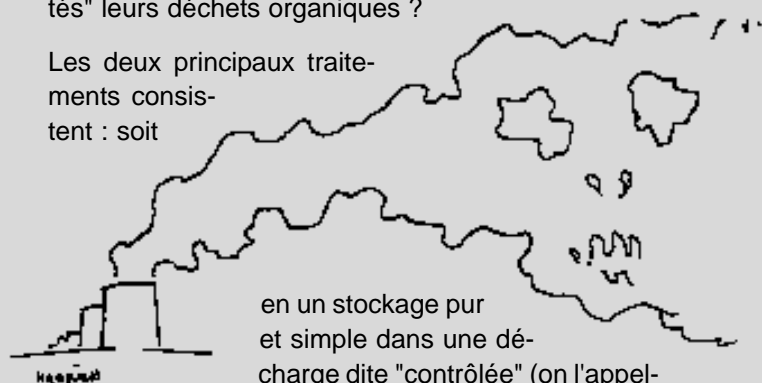 tés" leurs déchets organiques ?
Les deux principaux traite-
ments consis-
tent : soit
en un stockage pur
et simple dans une dé-
charge dite "contrôlée" (on l'appel-